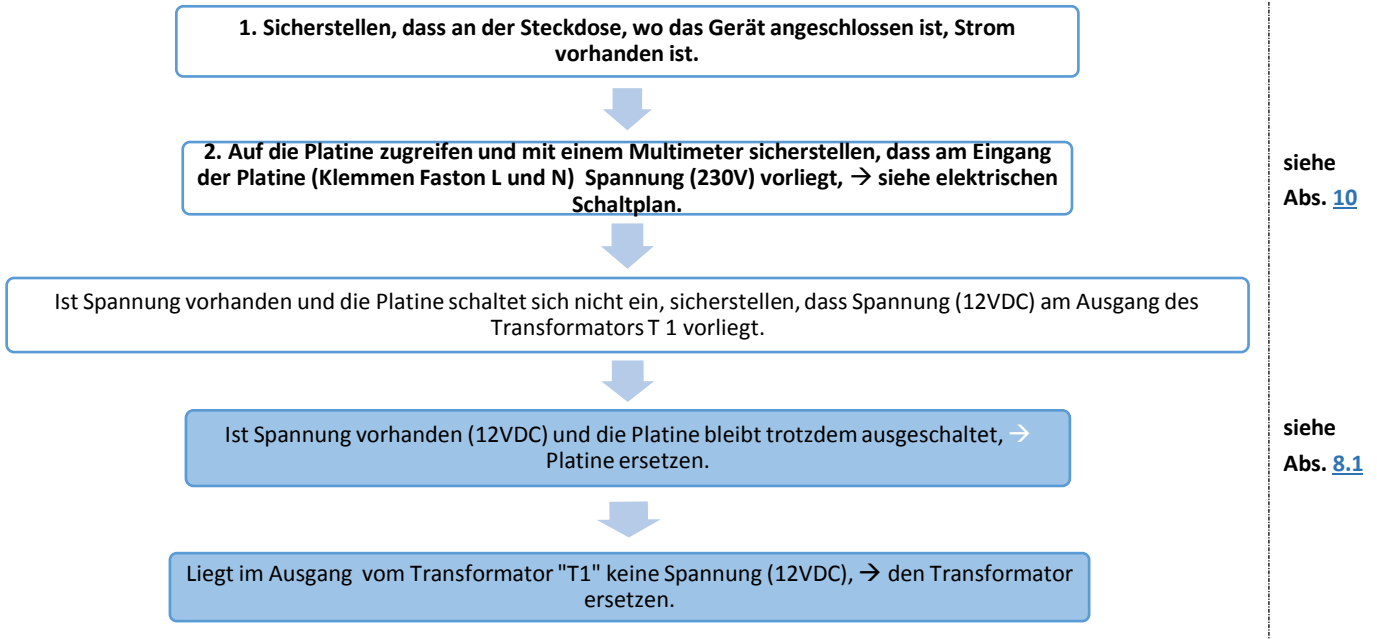 1. Sicherstellen, dass an der Steckdose, wo das Gerät angeschlossen ist, Strom
vorhanden ist.
2. Auf die Platine zugreifen und mit einem Multimeter sicherstellen, dass am Eingang
der Platine (Klemmen Faston L und N) Spannung (230V) vorliegt, → siehe elektrischen
Schaltplan.
siehe
Abs. 10
Ist Spannung vorhanden und die Platine schaltet sich nicht ein, sicherstellen, dass Spannung (12VDC) am Ausgang des
Transformators T 1 vorliegt.
Ist Spannung vorhanden (12VDC) und die Platine bleibt trotzdem ausgeschaltet, →
Platine ersetzen.
siehe
Abs. 8.1
Liegt im Ausgang vom Transformator "T1" keine Spannung (12VDC), → den Transformator
ersetzen.